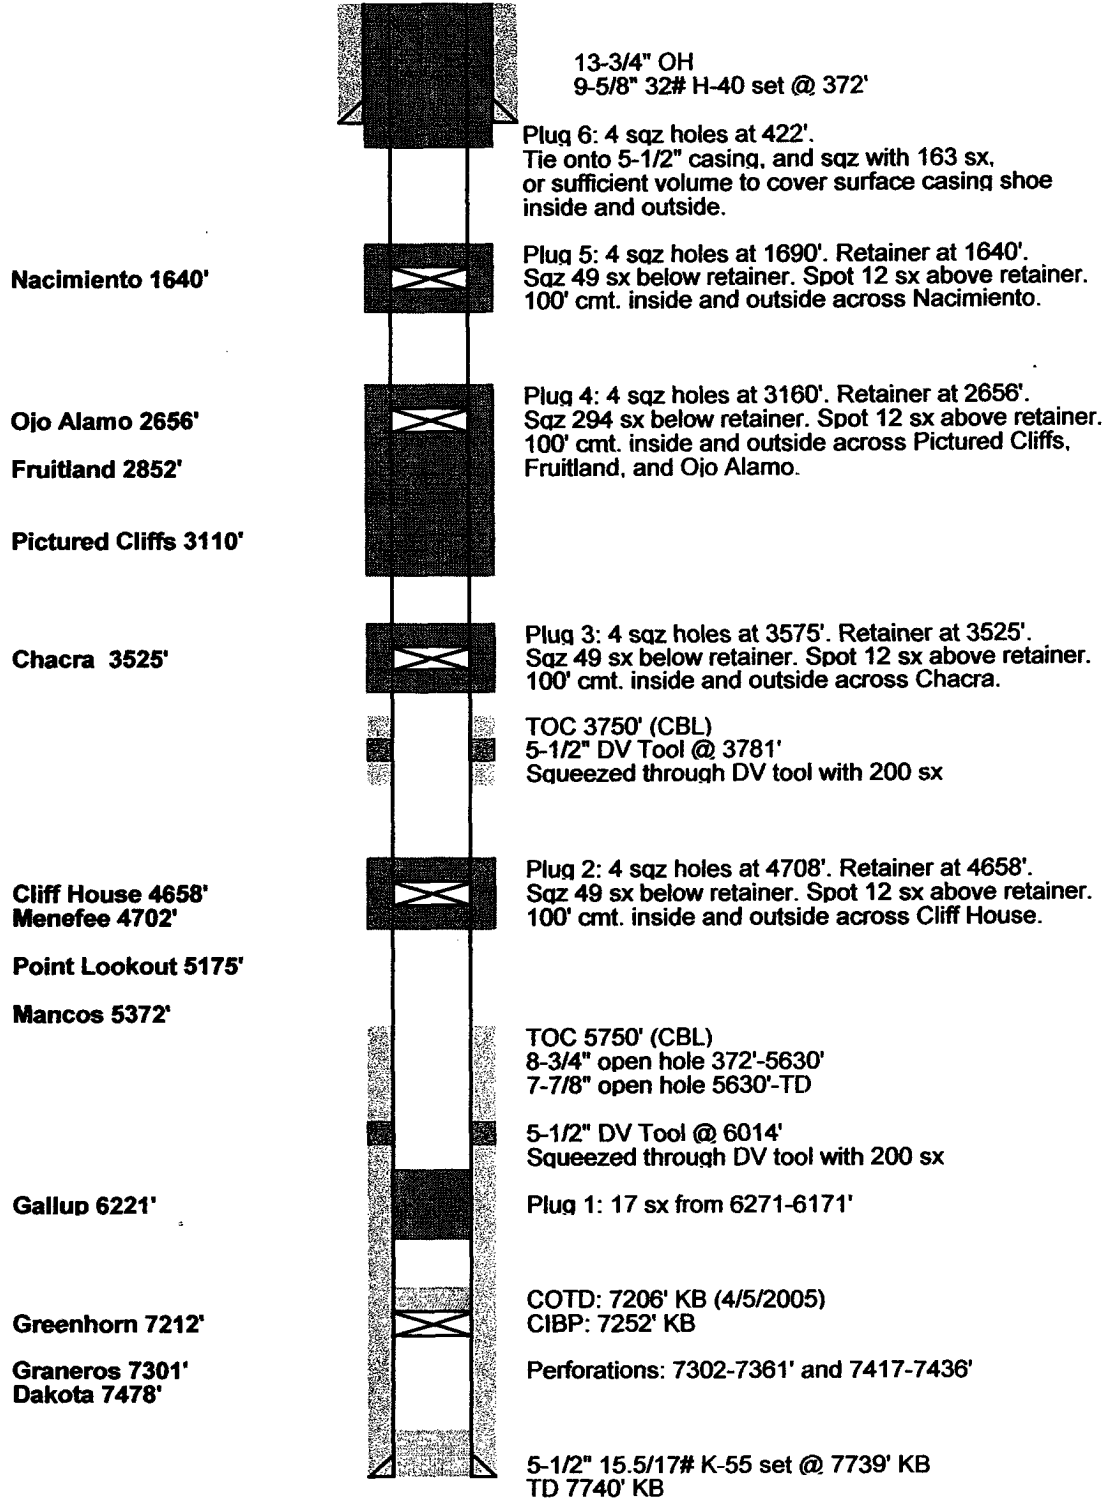 13-3/4" OH
9-5/8" 32# H-40 set @ 372'
Plug 6: 4 sqz holes at 422'.
Tie onto 5-1/2" casing, and sqz with 163 sx,
or sufficient volume to cover surface casing shoe
inside and outside.
Nacimiento 1640'
Plug 5: 4 sqz holes at 1690'. Retainer at 1640'.
Sqz 49 sx below retainer. Spot 12 sx above retainer.
100' cmt. inside and outside across Nacimiento.
Ojo Alamo 2656'
Fruitland 2852'
Pictured Cliffs 3110'
Plug 4: 4 sqz holes at 3160'. Retainer at 2656'.
Sqz 294 sx below retainer. Spot 12 sx above retainer.
100' cmt. inside and outside across Pictured Cliffs,
Fruitland, and Ojo Alamo.
Chacra 3525'
Plug 3: 4 sqz holes at 3575'. Retainer at 3525'.
Sqz 49 sx below retainer. Spot 12 sx above retainer.
100' cmt. inside and outside across Chacra.
TOC 3750' (CBL)
5-1/2" DV Tool @ 3781'
Squeezed through DV tool with 200 sx
Cliff House 4658'
Menefee 4702'
Plug 2: 4 sqz holes at 4708'. Retainer at 4658'.
Sqz 49 sx below retainer. Spot 12 sx above retainer.
100' cmt. inside and outside across Cliff House.
Point Lookout 5175'
Mancos 5372'
TOC 5750' (CBL)
8-3/4" open hole 372'-5630'
7-7/8" open hole 5630'-TD
5-1/2" DV Tool @ 6014'
Squeezed through DV tool with 200 sx
Gallup 6221'
Plug 1: 17 sx from 6271-6171'
COTD: 7206' KB (4/5/2005)
Greenhorn 7212'
CIBP: 7252' KB
Graneros 7301'
Dakota 7478'
Perforations: 7302-7361' and 7417-7436'
5-1/2" 15.5/17# K-55 set @ 7739' KB
TD 7740' KB